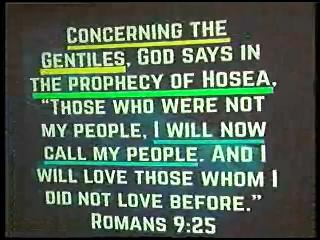 CONCERNING THE
GENTILES, GOD SAYS IN
THE PROPHECY OF HOSEA,
“THOSE WHO WERE NOT
MY PEOPLE, I WILL NOW
CALL MY PEOPLE. AND I
WILL LOVE THOSE WHOM I
DID NOT LOVE BEFORE.”
ROMANS 9:25